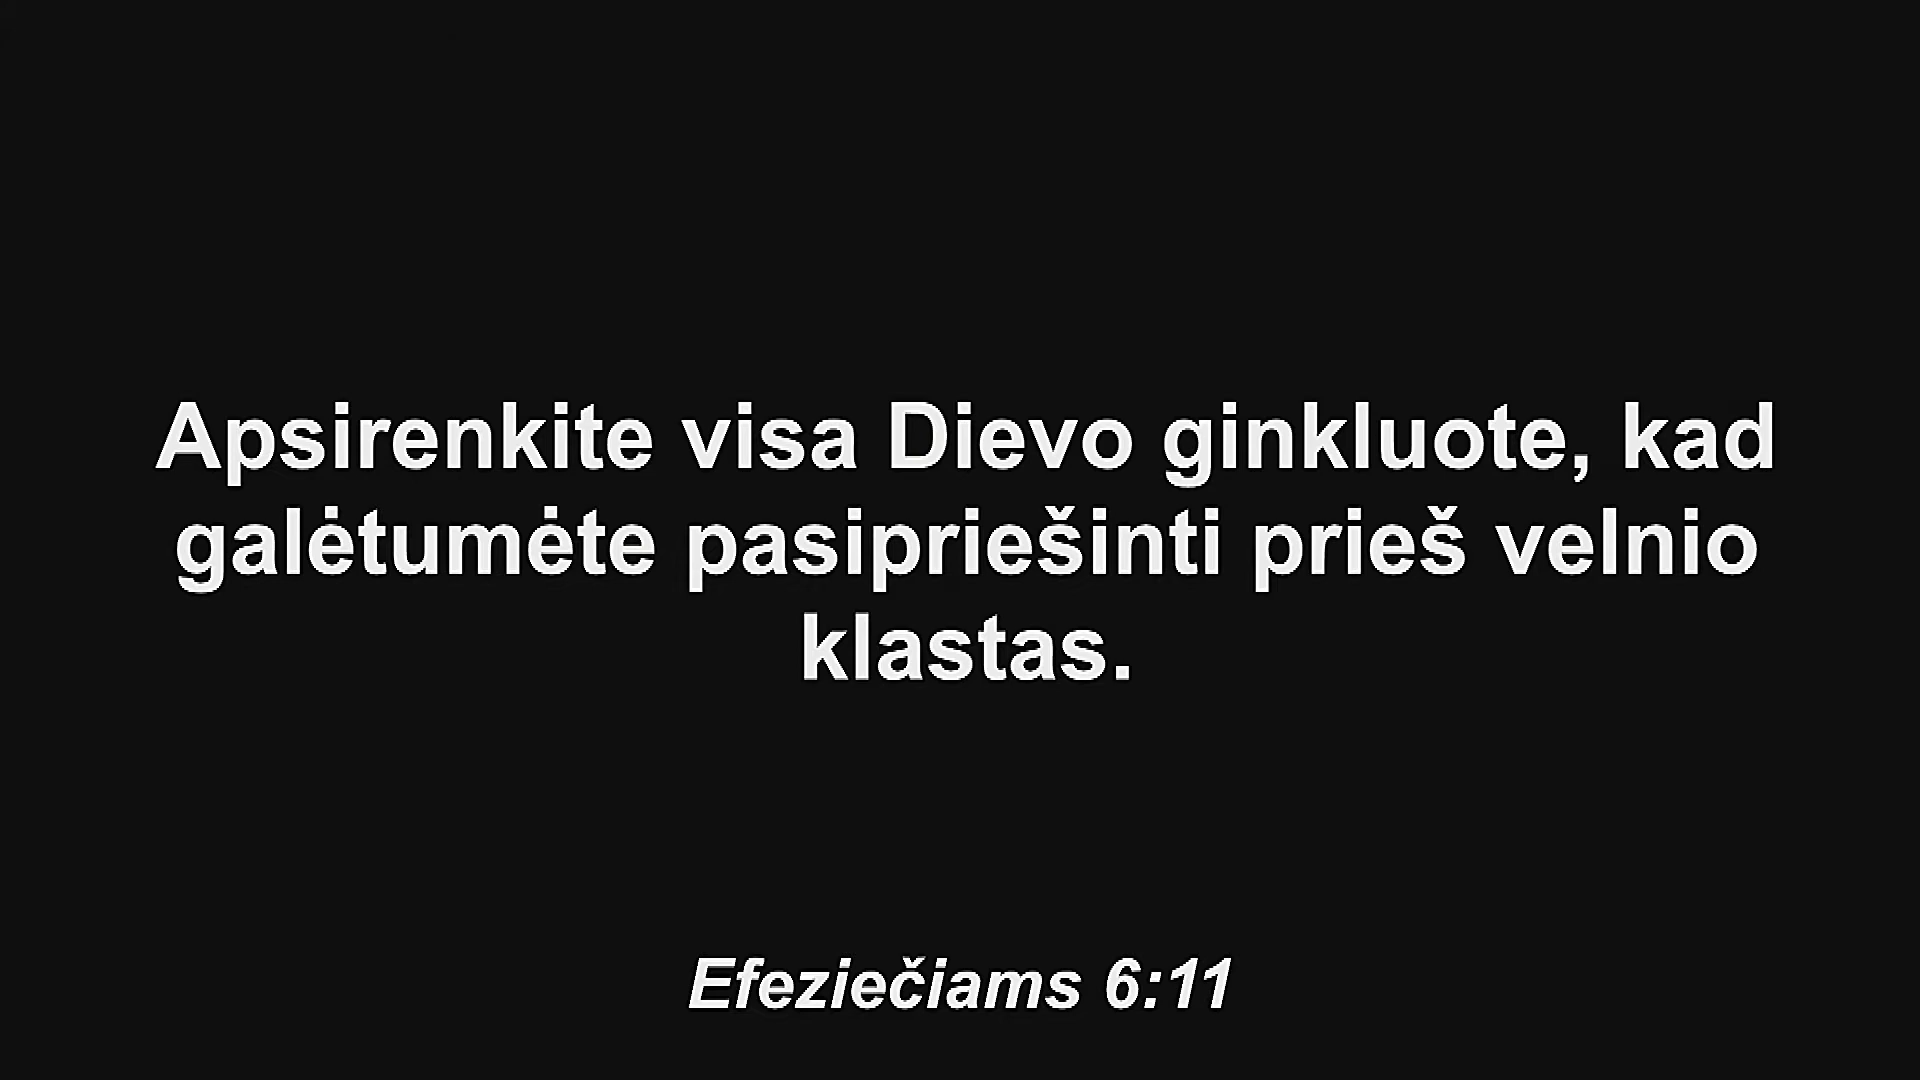 Apsirenkite visa Dievo ginkluote, kad
galėtumėte pasipriešinti prieš velnio
klastas.
Efeziečiams 6:11